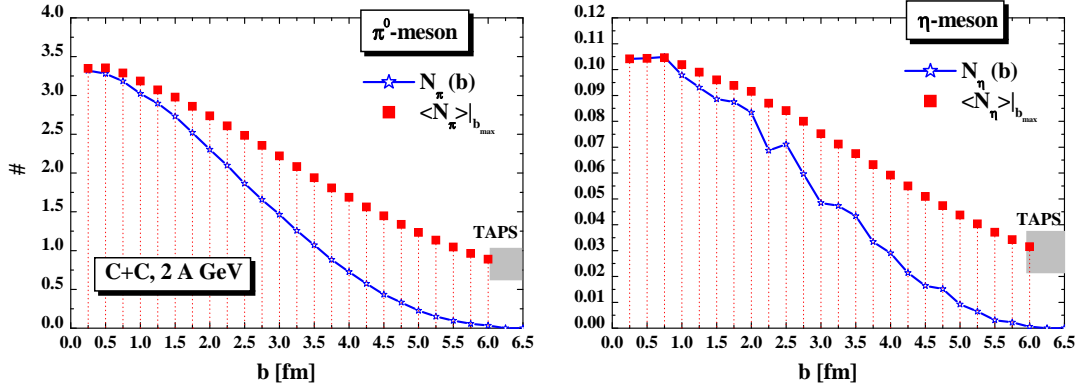 π⁰-meson
N_π (b)
<N_π>|_b_max
#
4.0
3.5
3.0
2.5
2.0
1.5
1.0
0.5
0.0
TAPS
C+C, 2 A GeV
0.0 0.5 1.0 1.5 2.0 2.5 3.0 3.5 4.0 4.5 5.0 5.5 6.0 6.5
b [fm]
η-meson
N_η (b)
<N_η>|_b_max
0.12
0.11
0.10
0.09
0.08
0.07
0.06
0.05
0.04
0.03
0.02
0.01
0.00
TAPS
0.0 0.5 1.0 1.5 2.0 2.5 3.0 3.5 4.0 4.5 5.0 5.5 6.0 6.5
b [fm]